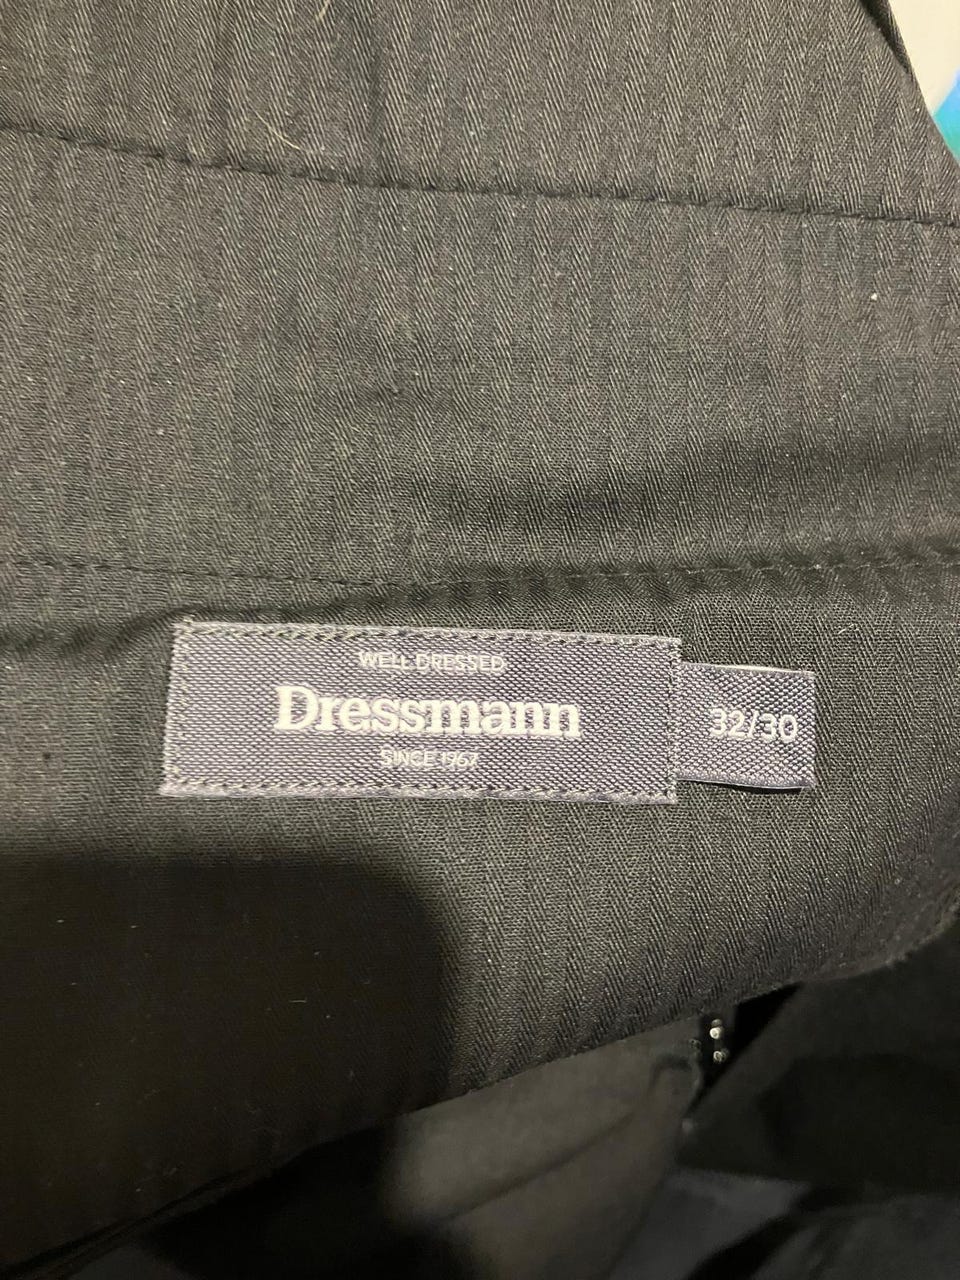 WELL DRESSED
Dressmann
SINCE 1967
32/30